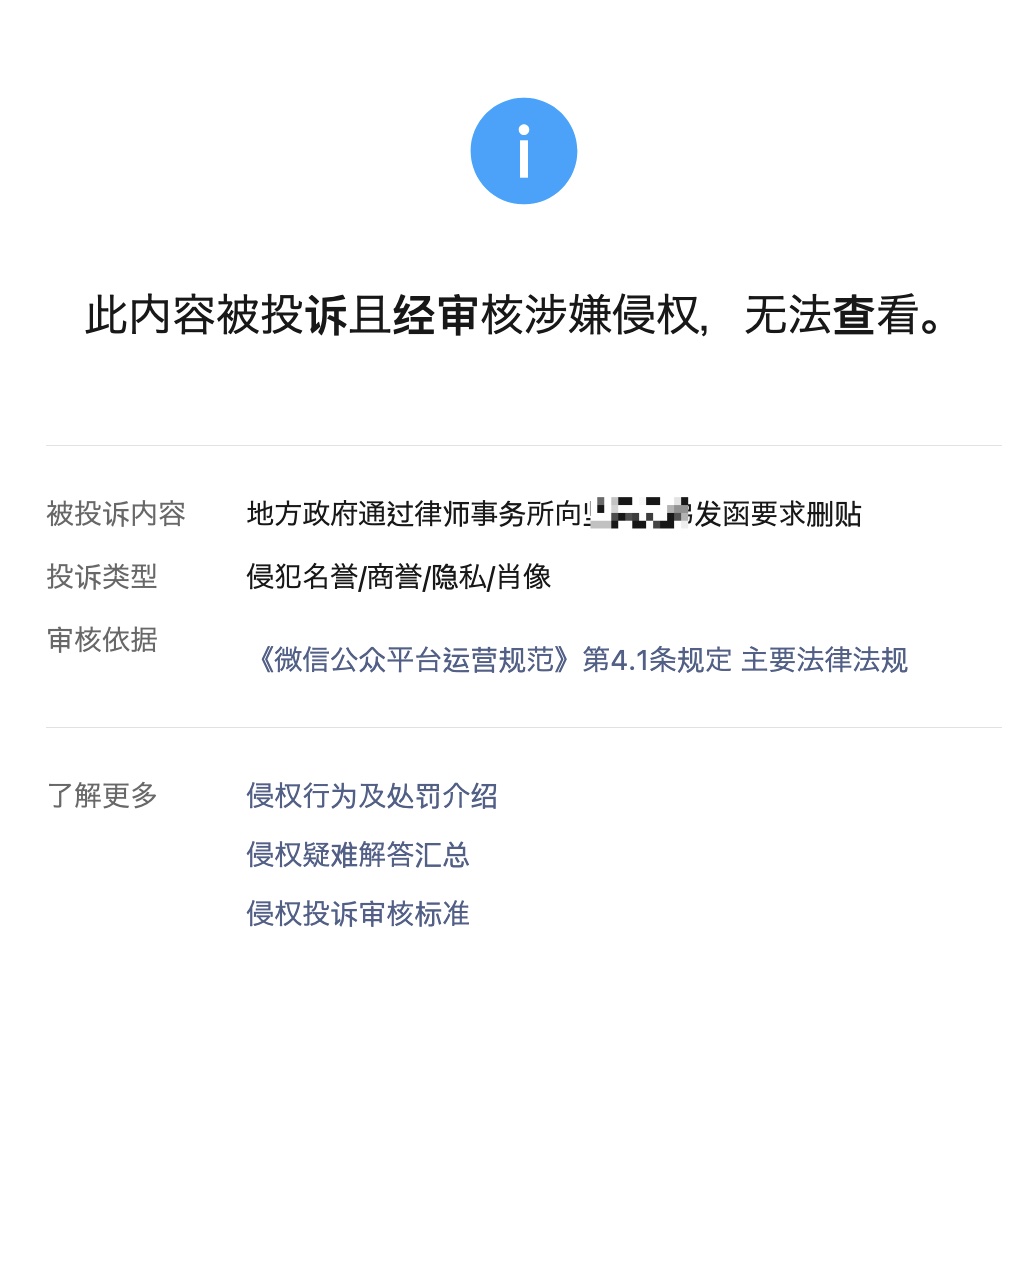 此内容被投诉且经审核涉嫌侵权，无法查看。
被投诉内容 地方政府通过律师事务所向发函要求删贴
投诉类型 侵犯名誉/商誉/隐私/肖像
审核依据 《微信公众平台运营规范》第4.1条规定 主要法律法规
了解更多 侵权行为及处罚介绍
侵权疑难解答汇总
侵权投诉审核标准